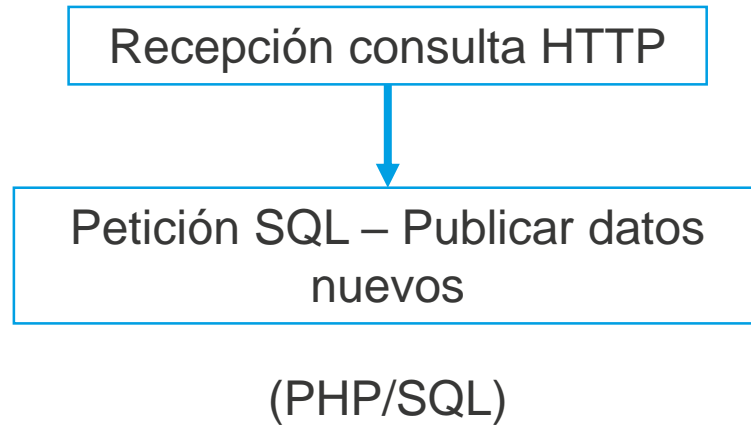 Recepción consulta HTTP
Petición SQL – Publicar datos
nuevos
(PHP/SQL)